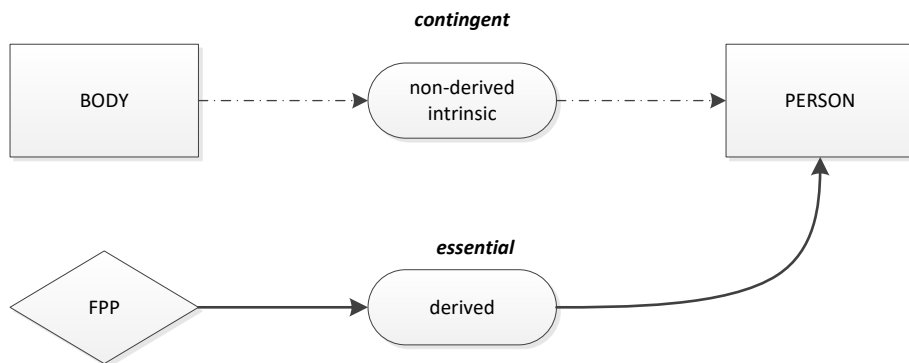 contingent
BODY
non-derived
intrinsic
PERSON
essential
FPP
derived